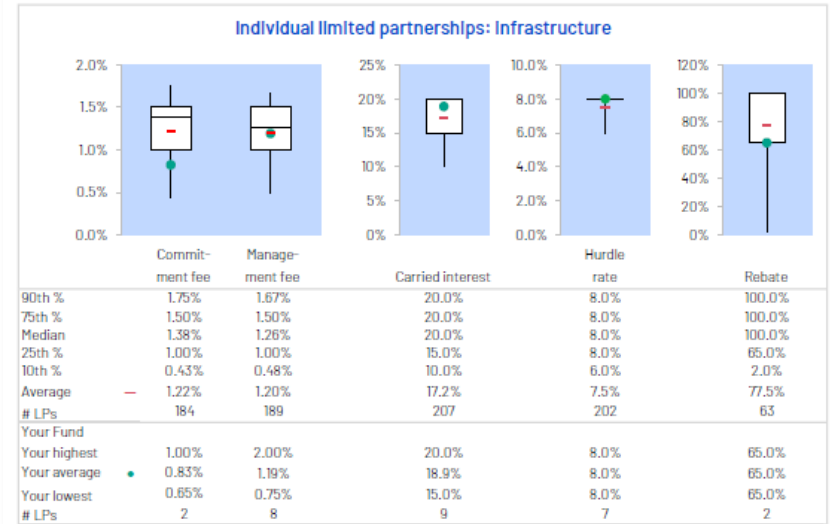 Individual limited partnerships: Infrastructure
2.0% 25% 10.0% 120%
1.5% 20% 8.0% 100%
1.0% 15% 6.0% 80%
0.5% 10% 4.0% 60%
0.0% 5% 2.0% 40%
0% 0.0% 20%
0%
Commit- Manage- Hurdle
ment fee ment fee Carried interest rate Rebate
90th % 1.75% 1.67% 20.0% 8.0% 100.0%
75th % 1.50% 1.50% 20.0% 8.0% 100.0%
Median 1.38% 1.26% 20.0% 8.0% 100.0%
25th % 1.00% 1.00% 15.0% 8.0% 65.0%
10th % 0.43% 0.48% 10.0% 6.0% 2.0%
Average 1.22% 1.20% 17.2% 7.5% 77.5%
# LPs 184 189 207 202 63
Your Fund
Your highest 1.00% 2.00% 20.0% 8.0% 65.0%
Your average 0.83% 1.19% 18.9% 8.0% 65.0%
Your lowest 0.65% 0.75% 15.0% 8.0% 65.0%
# LPs 2 8 9 7 2